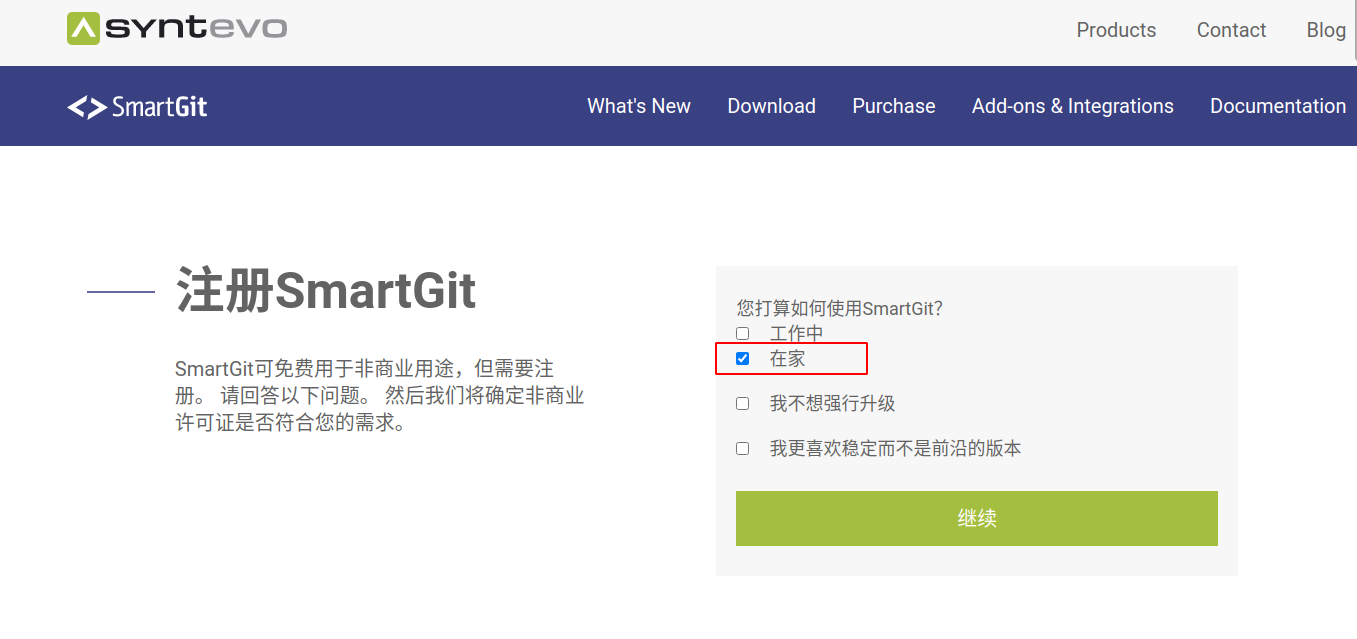 syntevo
Products Contact Blog
SmartGit
What's New Download Purchase Add-ons & Integrations Documentation
注册SmartGit
SmartGit可免费用于非商业用途，但需要注
册。 请回答以下问题。 然后我们将确定非商业
许可证是否符合您的需求。
您打算如何使用SmartGit？
工作中
在家
我不想强行升级
我更喜欢稳定而不是前沿的版本
继续